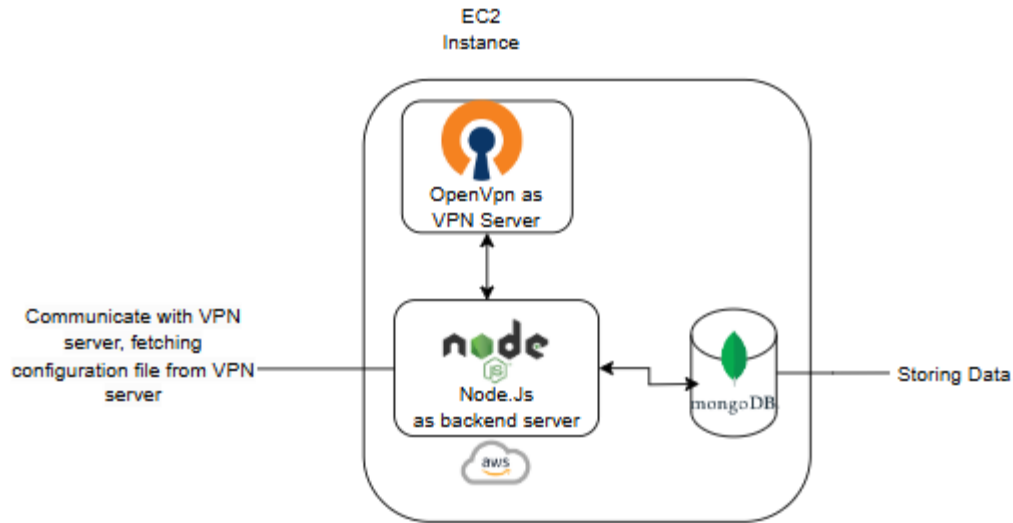 EC2
Instance
OpenVpn as
VPN Server
Communicate with VPN
server, fetching
configuration file from VPN
server
node
JS
Node.Js
as backend server
aws
mongoDB.
Storing Data